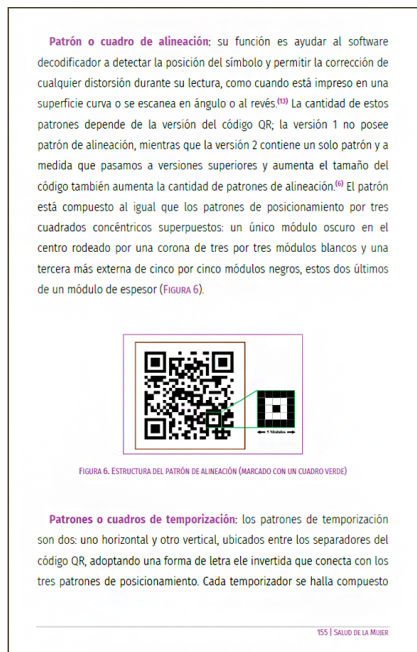 Patrón o cuadro de alineación: su función es ayudar al software
decodificador a detectar la posición del símbolo y permitir la corrección de
cualquier distorsión durante su lectura, como cuando está impreso en una
superficie curva o se escanea en ángulo o al revés.(13) La cantidad de estos
patrones depende de la versión del código QR; la versión 1 no posee
patrón de alineación, mientras que la versión 2 contiene un solo patrón y a
medida que pasamos a versiones superiores y aumenta el tamaño del
código también aumenta la cantidad de patrones de alineación.(6) El patrón
está compuesto al igual que los patrones de posicionamiento por tres
cuadrados concéntricos superpuestos: un único módulo oscuro en el
centro rodeado por una corona de tres por tres módulos blancos y una
tercera más externa de cinco por cinco módulos negros, estos dos últimos
de un módulo de espesor (FIGURA 6).
5 Módulos
FIGURA 6. ESTRUCTURA DEL PATRÓN DE ALINEACIÓN (MARCADO CON UN CUADRO VERDE)
Patrones o cuadros de temporización: los patrones de temporización
son dos: uno horizontal y otro vertical, ubicados entre los separadores del
código QR, adoptando una forma de letra ele invertida que conecta con los
tres patrones de posicionamiento. Cada temporizador se halla compuesto
155 | SALUD DE LA MUJER